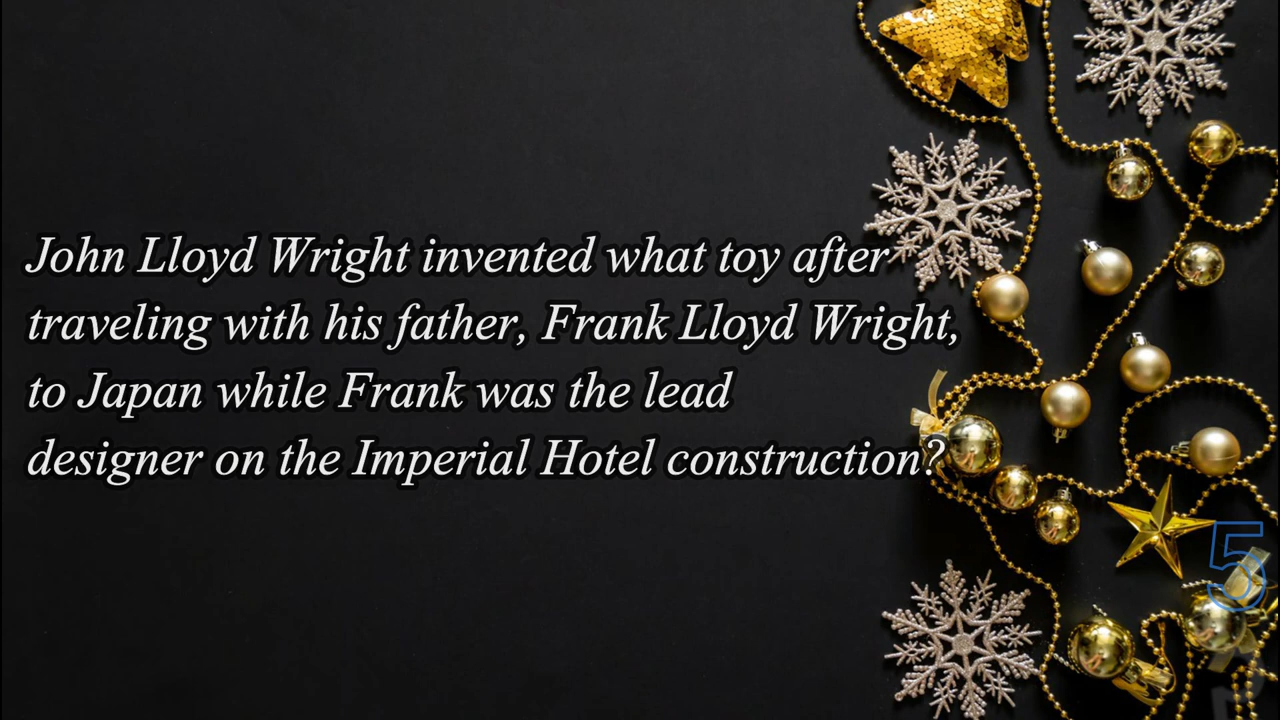 John Lloyd Wright invented what toy after
traveling with his father, Frank Lloyd Wright,
to Japan while Frank was the lead
designer on the Imperial Hotel construction?
5